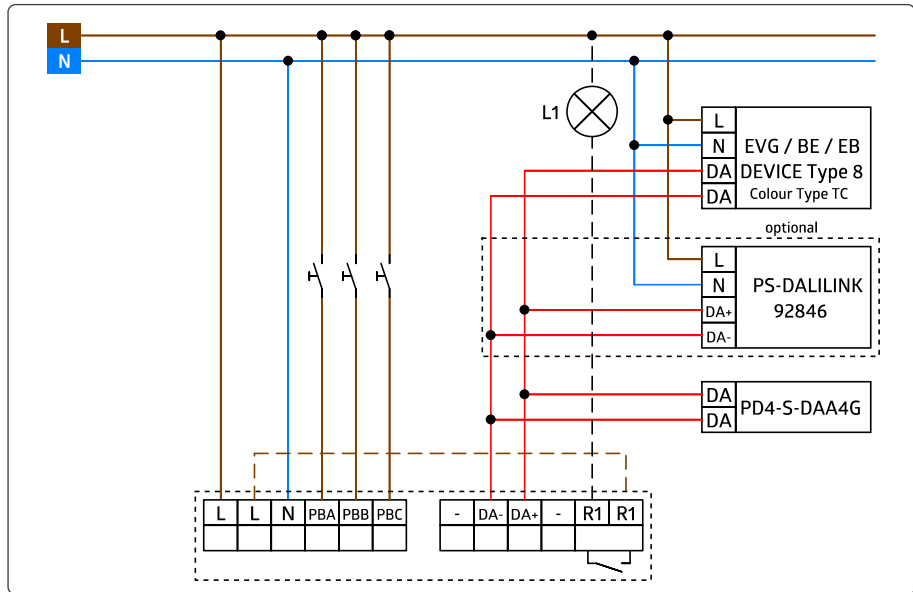 L
N
L1
L
N
DA
DA
EVG / BE / EB
DEVICE Type 8
Colour Type TC
optional
L
N
DA+
DA-
PS-DALILINK
92846
DA
DA
PD4-S-DAA4G
L L N PBA PBB PBC - DA- DA+ - R1 R1